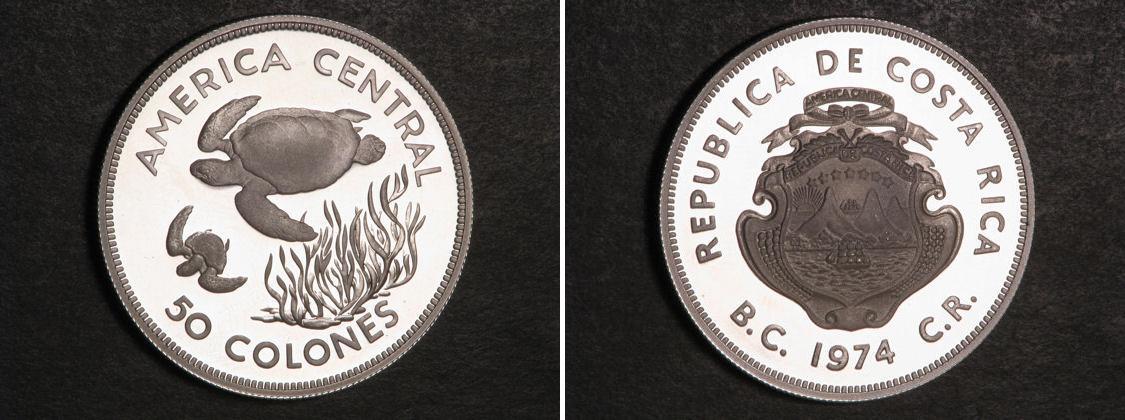 AMERICA CENTRAL
50 COLONES
REPUBLICA DE COSTA RICA
AMERICA CENTRAL
REPUBLICA DE COSTA RICA
B.C. 1974 C.R.